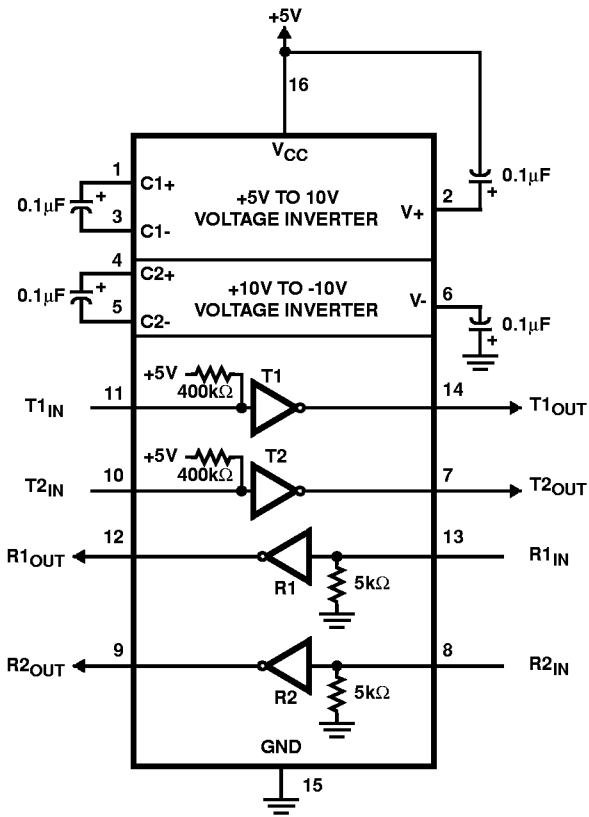 +5V
16
VCC
1
C1+
+5V TO 10V
VOLTAGE INVERTER
0.1µF
+
3
C1-
2
V+
+
0.1µF
4
C2+
+10V TO -10V
VOLTAGE INVERTER
0.1µF
+
5
C2-
6
V-
+
0.1µF
+5V
400kΩ
T1
T1IN
11
14
T1OUT
+5V
400kΩ
T2
T2IN
10
7
T2OUT
R1OUT
12
R1
5kΩ
13
R1IN
R2OUT
9
R2
5kΩ
8
R2IN
GND
15